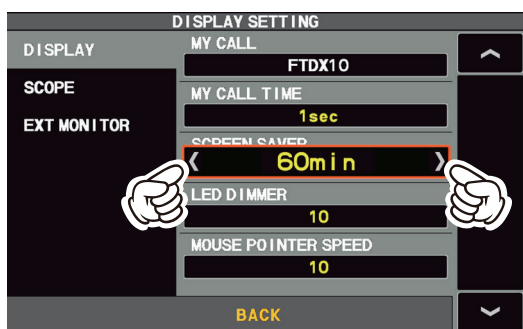 DISPLAY SETTING
DISPLAY
SCOPE
EXT MONITOR
MY CALL
FTDX10
MY CALL TIME
1sec
SCREEN SAVER
60min
LED DIMMER
10
MOUSE POINTER SPEED
10
BACK